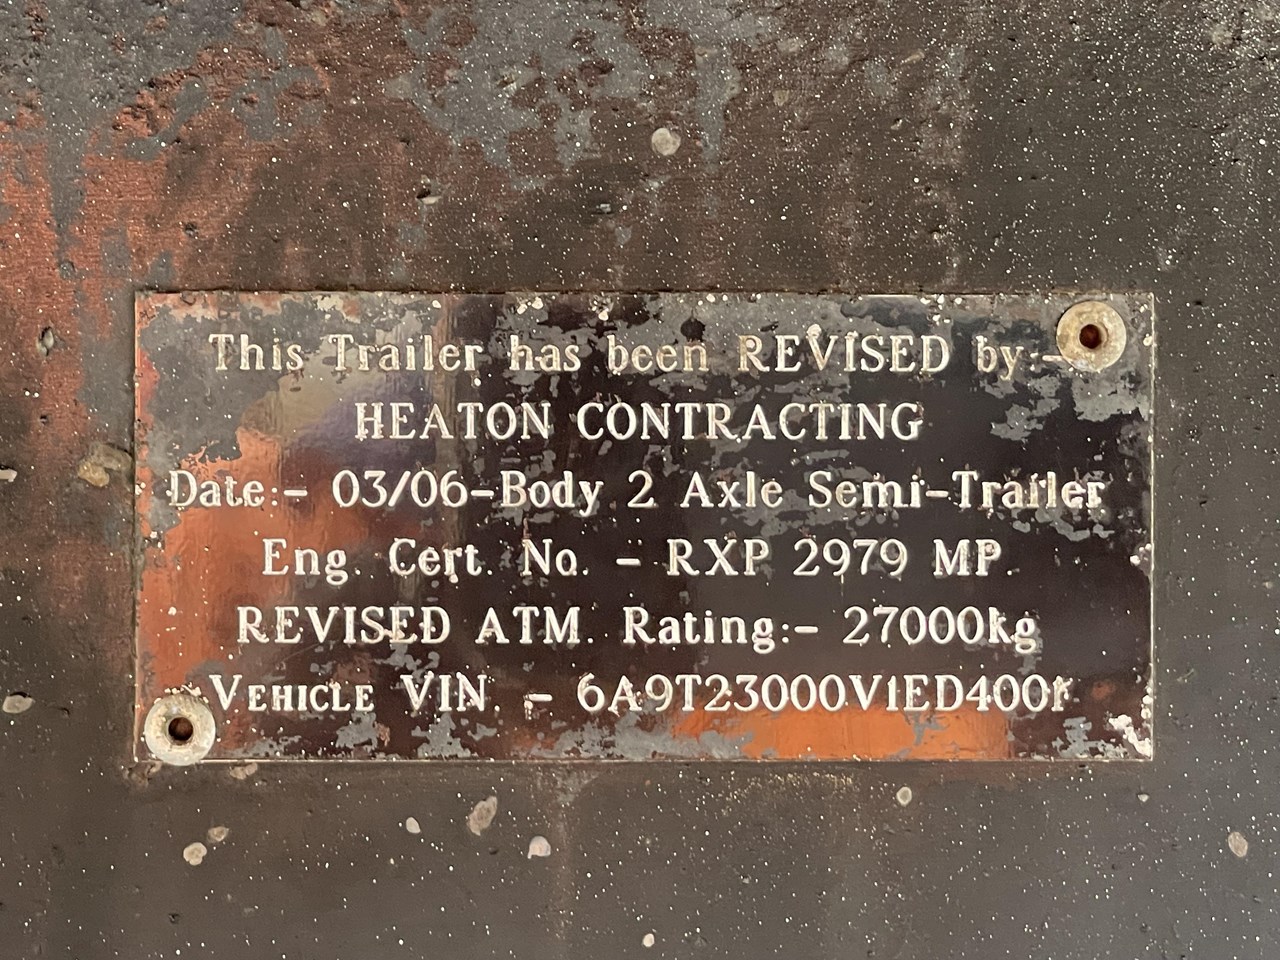 This Trailer has been REVISED by:-
HEATON CONTRACTING
Date:- 03/06-Body 2 Axle Semi-Trailer
Eng. Cert. No. - RXP 2979 MP.
REVISED ATM. Rating:- 27000kg
VEHICLE VIN. -